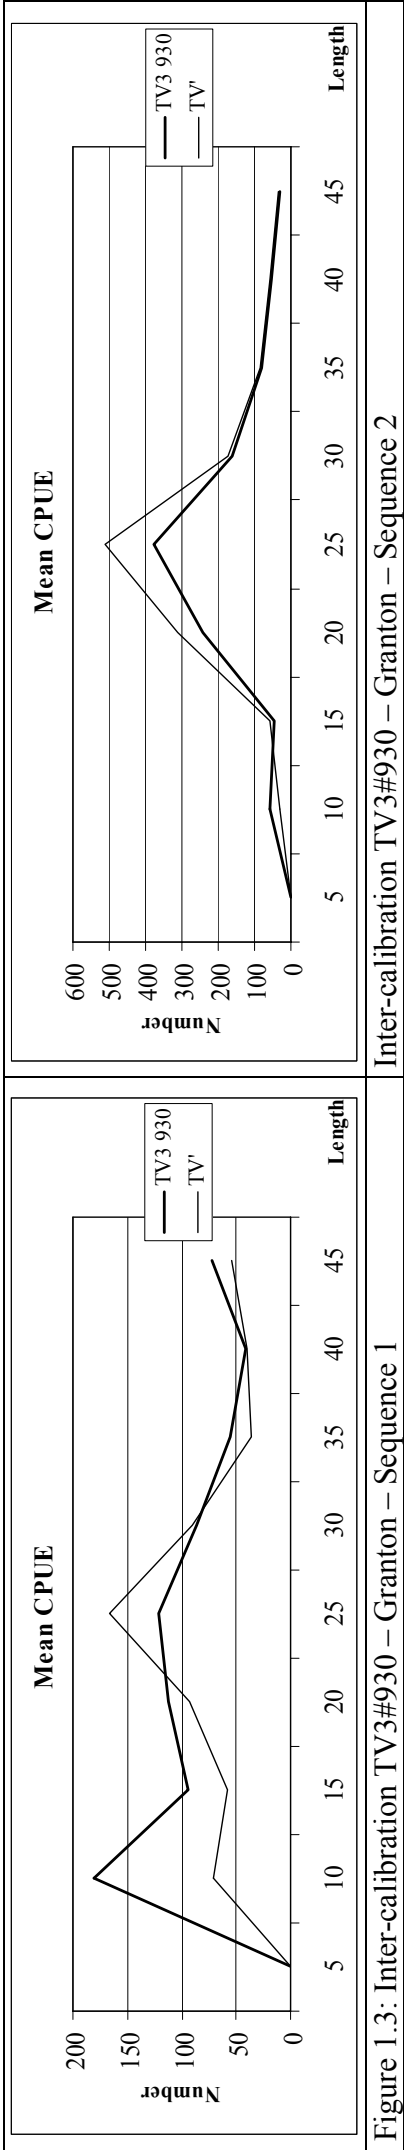 Mean CPUE
200
150
100
50
0
Number
5 10 15 20 25 30 35 40 45
Length
TV3 930
TV'
Figure 1.3: Inter-calibration TV3#930 – Granton – Sequence 1
Mean CPUE
600
500
400
300
200
100
0
Number
5 10 15 20 25 30 35 40 45
Length
TV3 930
TV'
Inter-calibration TV3#930 – Granton – Sequence 2